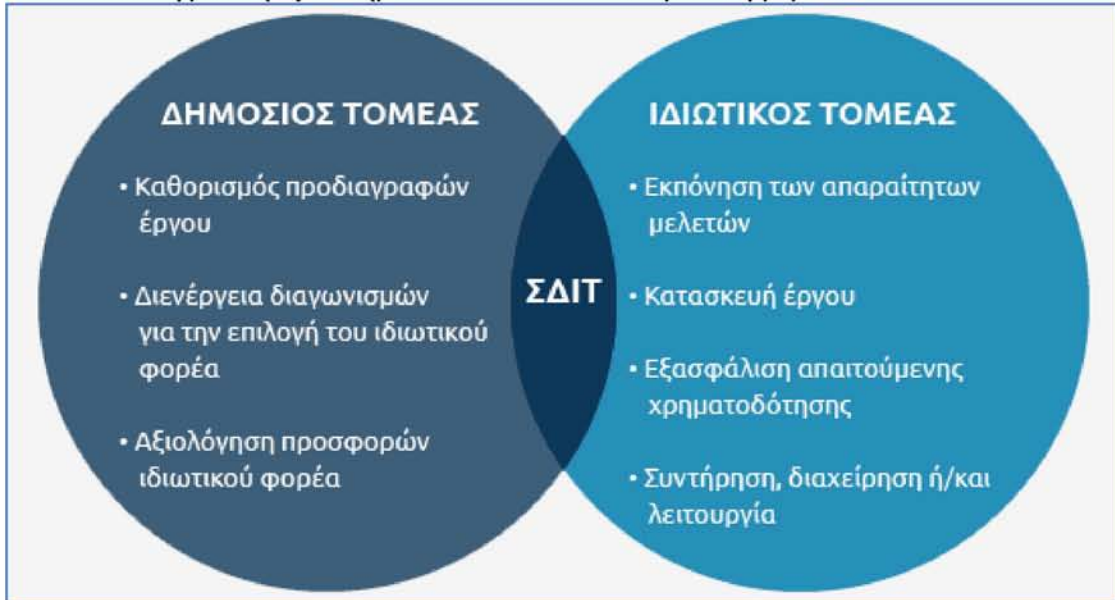 ΔΗΜΟΣΙΟΣ ΤΟΜΕΑΣ
• Καθορισμός προδιαγραφών
έργου
• Διενέργεια διαγωνισμών
για την επιλογή του ιδιωτικού
φορέα
• Αξιολόγηση προσφορών
ιδιωτικού φορέα
ΣΔΙΤ
ΙΔΙΩΤΙΚΟΣ ΤΟΜΕΑΣ
• Εκπόνηση των απαραίτητων
μελετών
• Κατασκευή έργου
• Εξασφάλιση απαιτούμενης
χρηματοδότησης
• Συντήρηση, διαχείριση ή/και
λειτουργία